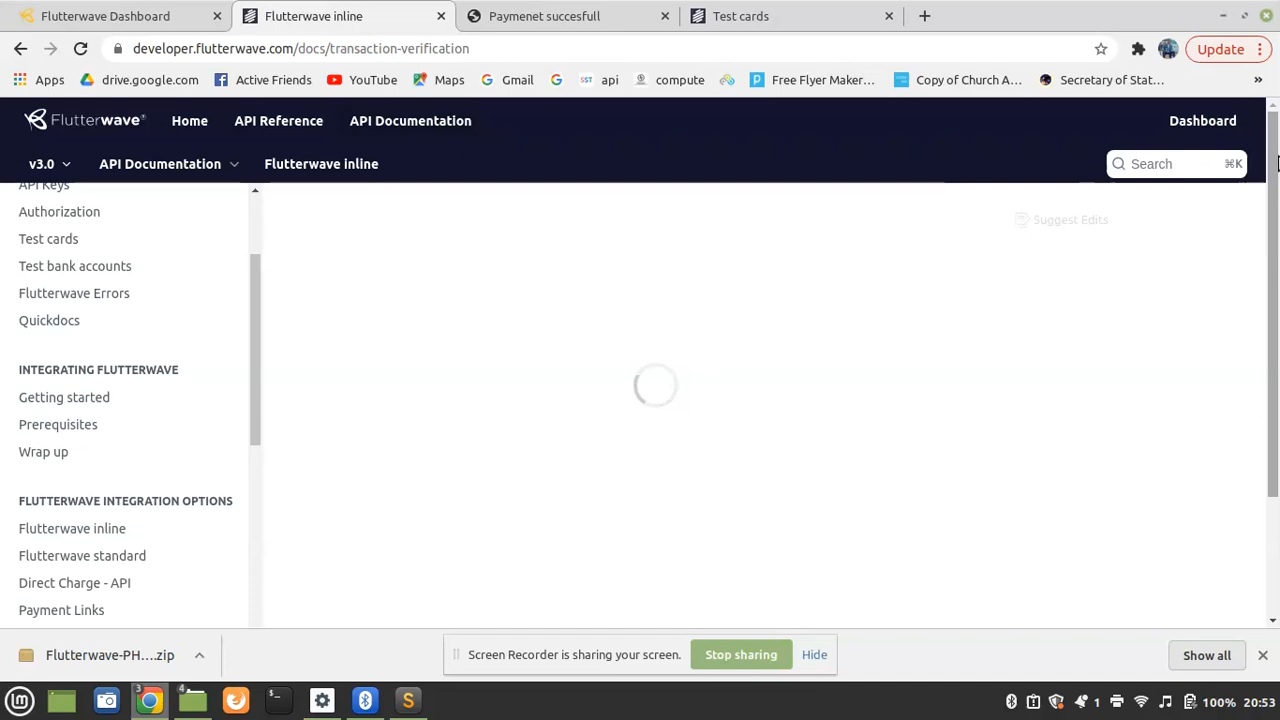 Flutterwave Dashboard
Flutterwave inline
Paymenet succesfull
Test cards
developer.flutterwave.com/docs/transaction-verification
Update
Apps
drive.google.com
Active Friends
YouTube
Maps
Gmail
G
SST api
compute
Free Flyer Maker...
Copy of Church A...
Secretary of Stat...
»
Flutterwave
Home
API Reference
API Documentation
Dashboard
v3.0
API Documentation
Flutterwave inline
Search
⌘K
API Keys
Authorization
Test cards
Test bank accounts
Flutterwave Errors
Quickdocs
INTEGRATING FLUTTERWAVE
Getting started
Prerequisites
Wrap up
FLUTTERWAVE INTEGRATION OPTIONS
Flutterwave inline
Flutterwave standard
Direct Charge - API
Payment Links
Suggest Edits
Flutterwave-PH....zip
Screen Recorder is sharing your screen.
Stop sharing
Hide
Show all
3
4
1
100%
20:53